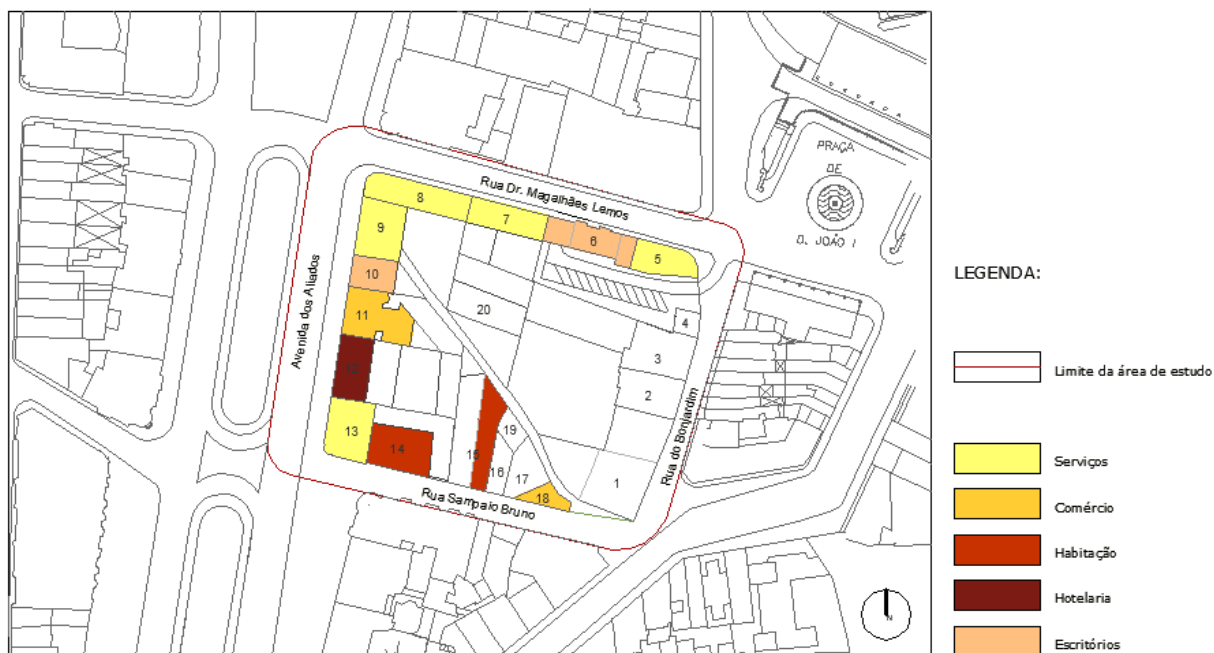 PRAÇA
DE
D. JOÃO I
Rua Dr. Magalhães Lemos
8
7
9
6
5
10
11
20
4
3
12
2
Avenida dos Aliados
Rua do Bonjardim
13
14
19
15
16
17
1
18
Rua Sampaio Bruno
N
LEGENDA:
Limite da área de estudo
Serviços
Comércio
Habitação
Hotelaria
Escritórios